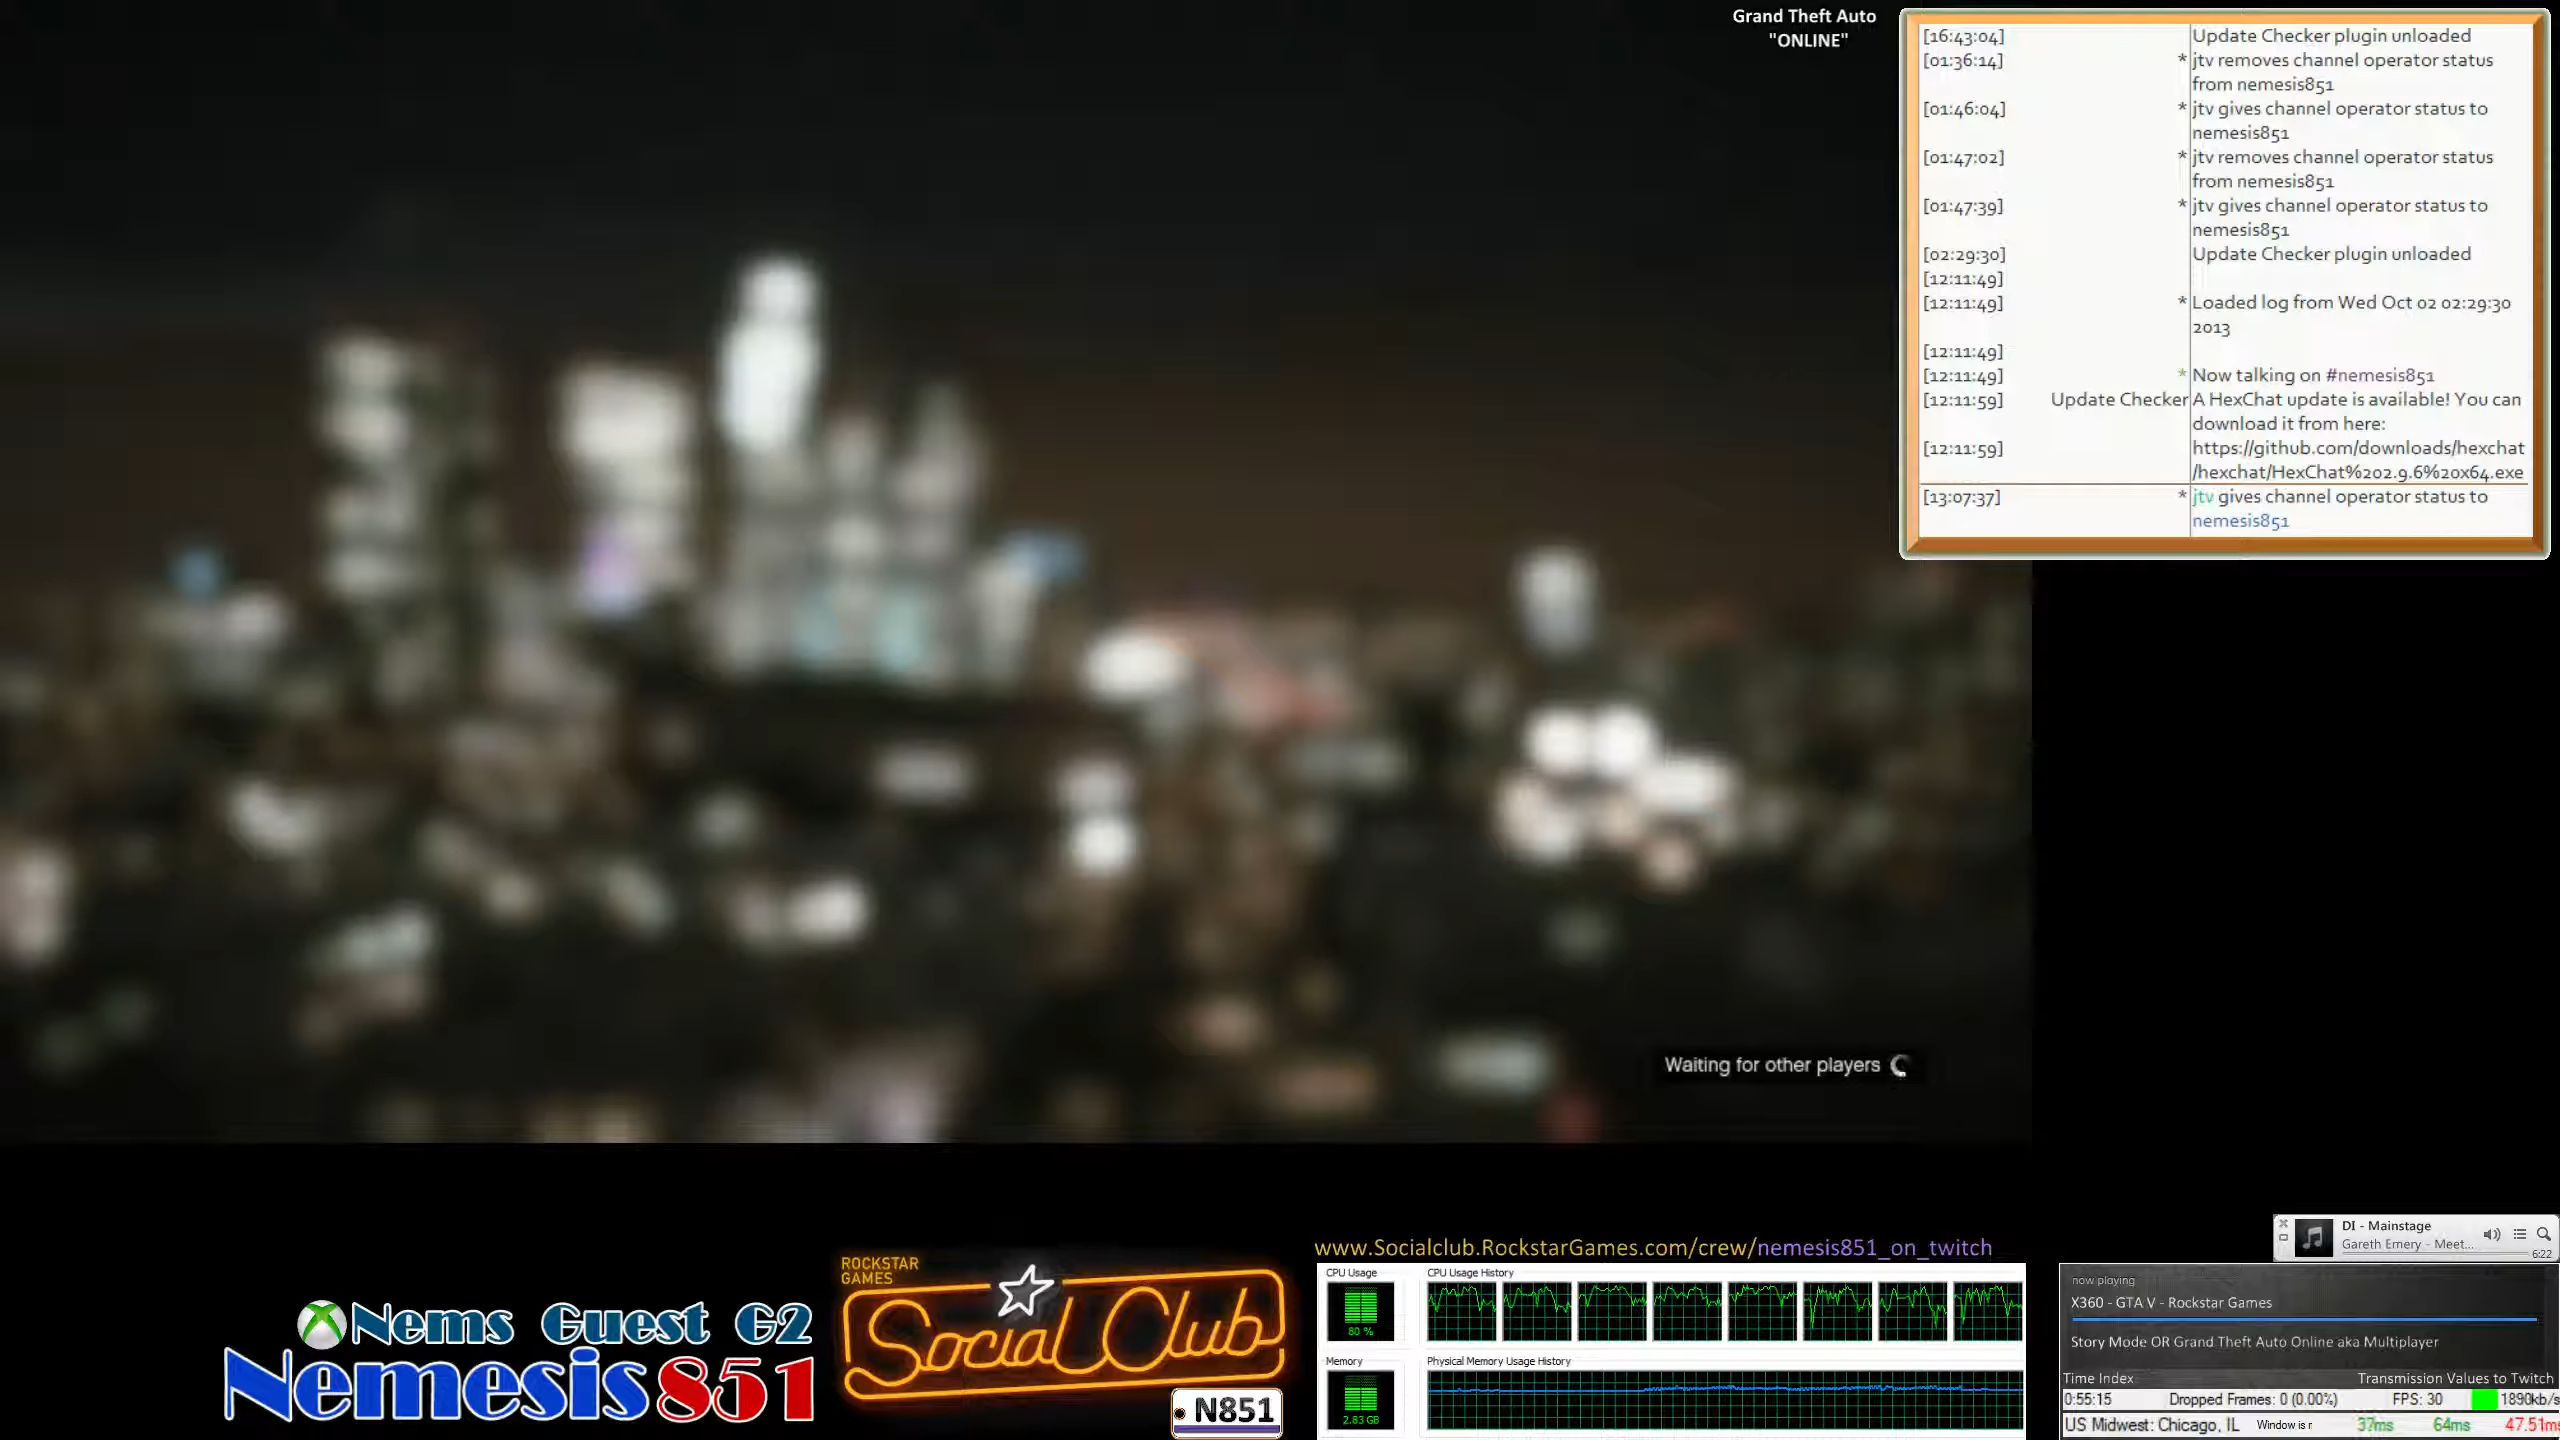 Grand Theft Auto
"ONLINE"
[16:43:04] Update Checker plugin unloaded
[01:36:14] * jtv removes channel operator status
from nemesis851
[01:46:04] * jtv gives channel operator status to
nemesis851
[01:47:02] * jtv removes channel operator status
from nemesis851
[01:47:39] * jtv gives channel operator status to
nemesis851
[02:29:30] Update Checker plugin unloaded
[12:11:49]
[12:11:49] * Loaded log from Wed Oct 02 02:29:30
2013
[12:11:49]
[12:11:49] * Now talking on #nemesis851
[12:11:59] Update Checker A HexChat update is available! You can
download it from here:
[12:11:59] https://github.com/downloads/hexchat
/hexchat/HexChat%202.9.6%20x64.exe
[13:07:37] * jtv gives channel operator status to
nemesis851
Waiting for other players
Nems Guest G2
Nemesis851
ROCKSTAR
GAMES
Social Club
N851
www.Socialclub.RockstarGames.com/crew/nemesis851_on_twitch
CPU Usage
CPU Usage History
80 %
Memory
Physical Memory Usage History
2.83 GB
DI - Mainstage
Gareth Emery - Meet...
6:22
now playing
X360 - GTA V - Rockstar Games
Story Mode OR Grand Theft Auto Online aka Multiplayer
Time Index Transmission Values to Twitch
0:55:15 Dropped Frames: 0 (0.00%) FPS: 30 1890kb/s
US Midwest: Chicago, IL Window is r 37ms 64ms 47.51ms